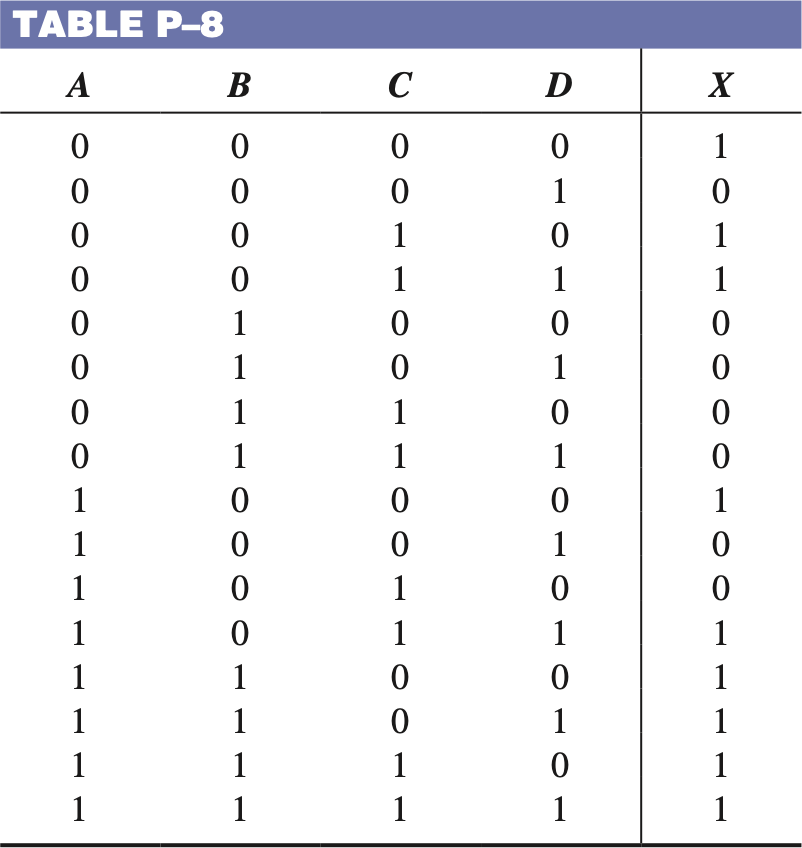 TABLE P–8
A B C D X
0 0 0 0 1
0 0 0 1 0
0 0 1 0 1
0 0 1 1 1
0 1 0 0 0
0 1 0 1 0
0 1 1 0 0
0 1 1 1 0
1 0 0 0 1
1 0 0 1 0
1 0 1 0 0
1 0 1 1 1
1 1 0 0 1
1 1 0 1 1
1 1 1 0 1
1 1 1 1 1